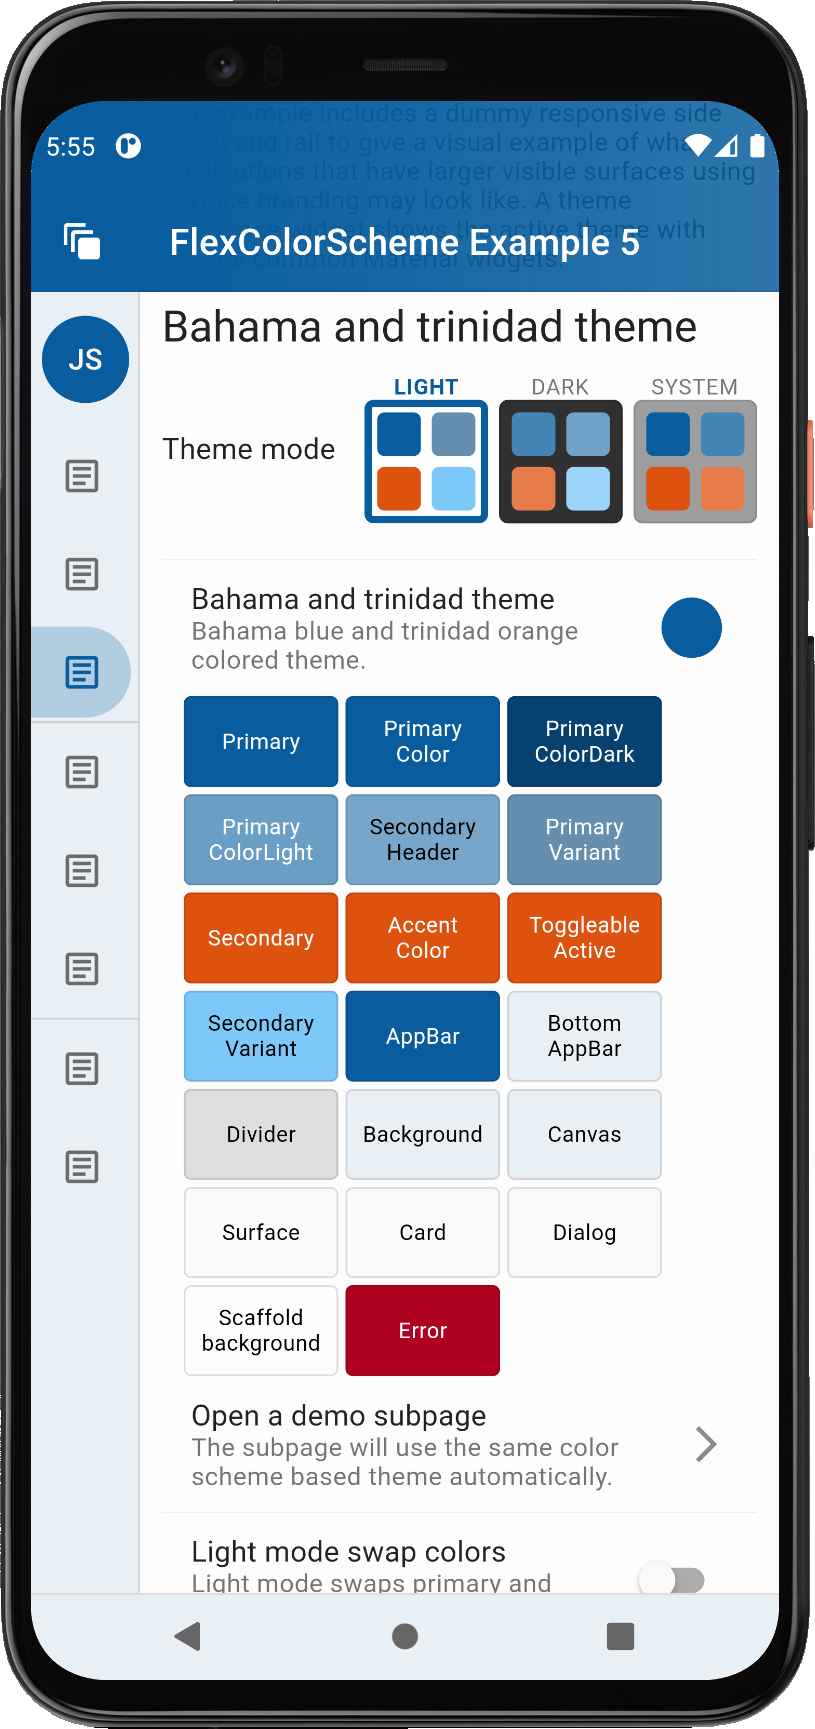 The example includes a dummy responsive side
5:55
menu and rail to give a visual example of what
applications that have larger visible surfaces using
surface branding may look like. A theme
showcase widget shows the active theme with
FlexColorScheme Example 5
common Material widgets.
Bahama and trinidad theme
JS
LIGHT
DARK
SYSTEM
Theme mode
Bahama and trinidad theme
Bahama blue and trinidad orange
colored theme.
Primary
Primary
Color
Primary
ColorDark
Primary
ColorLight
Secondary
Header
Primary
Variant
Secondary
Accent
Color
Toggleable
Active
Secondary
Variant
AppBar
Bottom
AppBar
Divider
Background
Canvas
Surface
Card
Dialog
Scaffold
background
Error
Open a demo subpage
The subpage will use the same color
scheme based theme automatically.
Light mode swap colors
Light mode swaps primary and